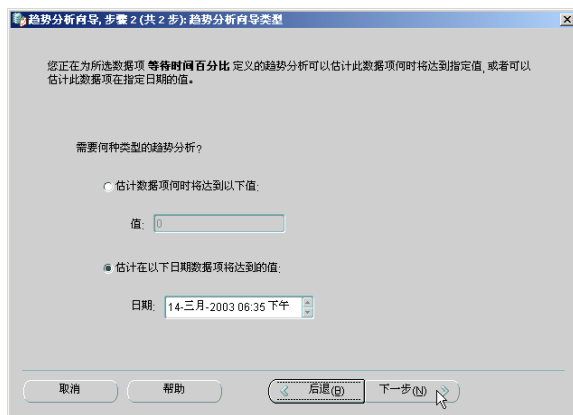 趋势分析向导, 步骤 2 (共 2 步): 趋势分析向导类型
您正在为所选数据项 等待时间百分比 定义的趋势分析可以估计此数据项何时将达到指定值, 或者可以
估计此数据项在指定日期的值。
需要何种类型的趋势分析?
估计数据项何时将达到以下值:
值: 0
估计在以下日期数据项将达到的值:
日期: 14-三月-2003 06:35 下午
取消 帮助 后退(B) 下一步(N)